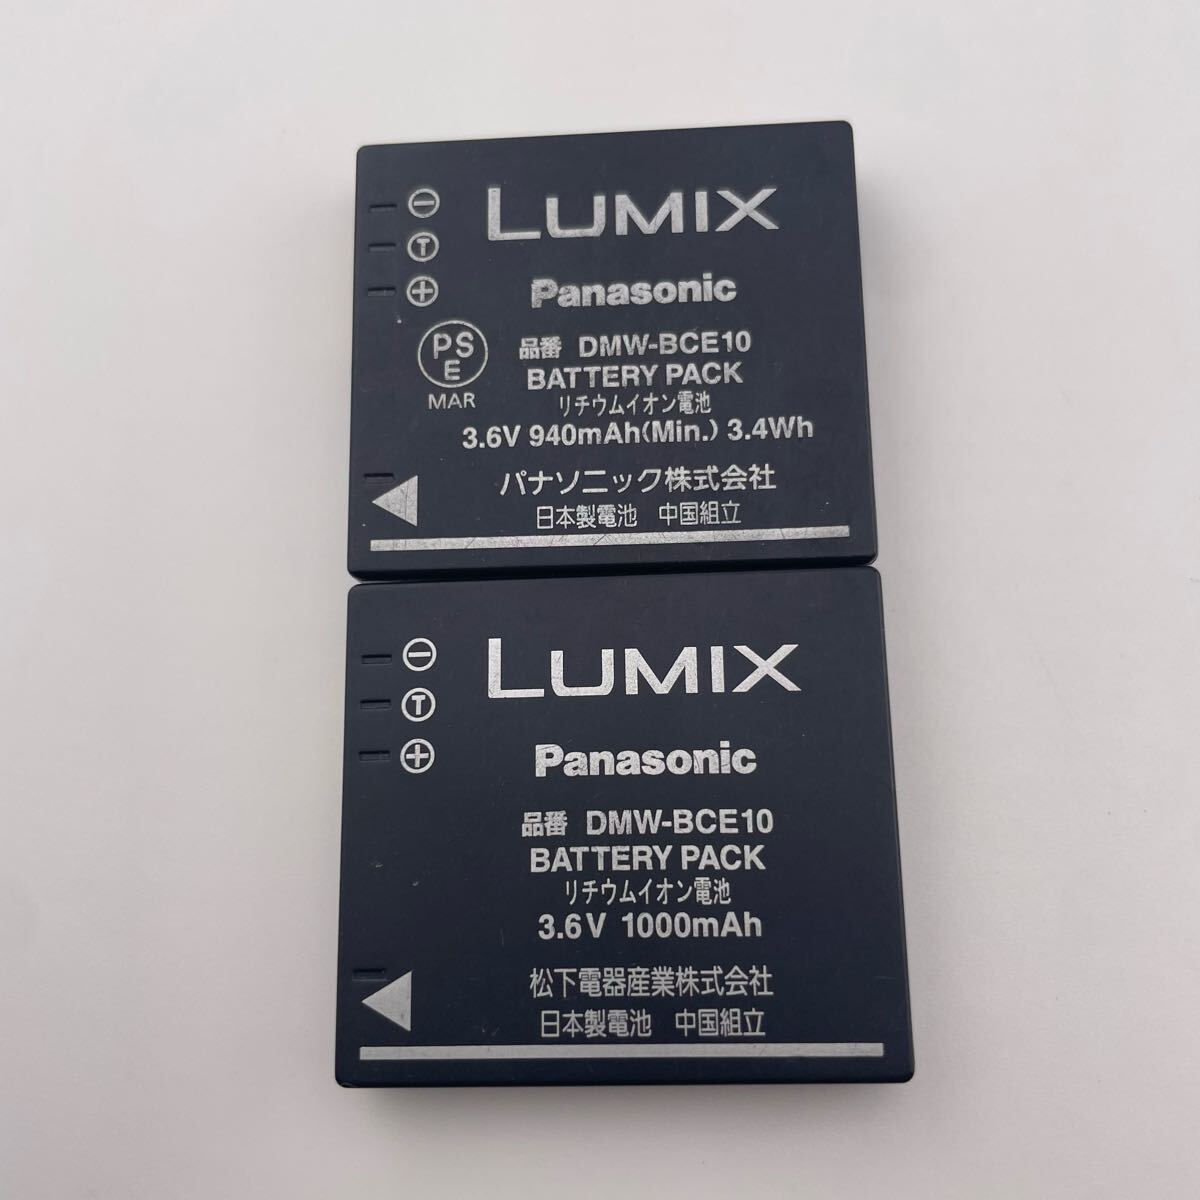 LUMIX
Panasonic
品番 DMW-BCE10
BATTERY PACK
リチウムイオン電池
3.6V 940mAh(Min.) 3.4Wh
パナソニック株式会社
日本製電池 中国組立
− T +
PS
E
MAR
LUMIX
Panasonic
品番 DMW-BCE10
BATTERY PACK
リチウムイオン電池
3.6V 1000mAh
松下電器産業株式会社
日本製電池 中国組立
− T +